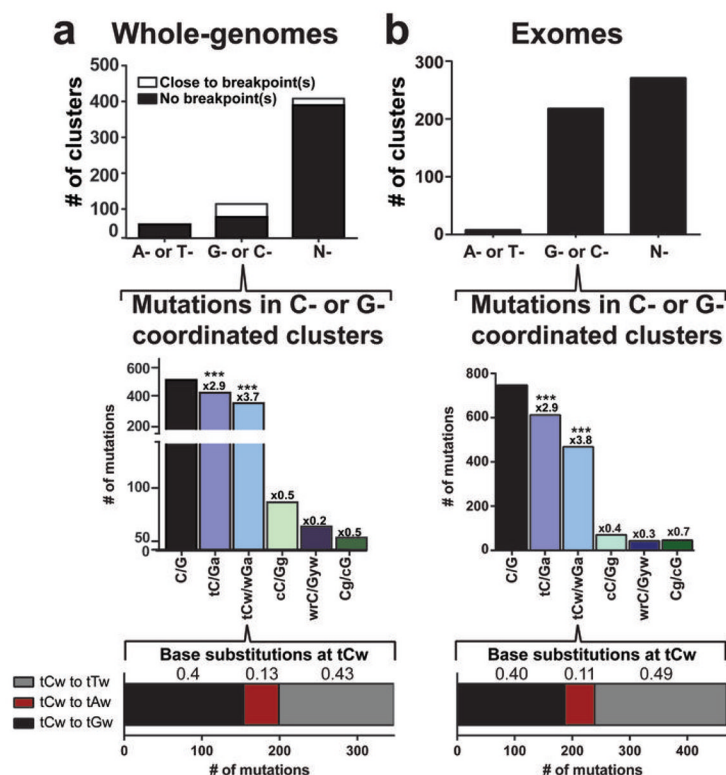 a Whole-genomes
500
400
300
200
100
0
# of clusters
Close to breakpoint(s)
No breakpoint(s)
A- or T-
G- or C-
N-
Mutations in C- or G-
coordinated clusters
600
400
200
100
50
0
# of mutations
***
x2.9
***
x3.7
x0.5
x0.2
x0.5
C/G
tC/Ga
tCw/wGa
cC/Gg
wrC/Gyw
Cg/cG
Base substitutions at tCw
0.4 0.13 0.43
tCw to tTw
tCw to tAw
tCw to tGw
0 100 200 300
# of mutations
b Exomes
300
200
100
0
# of clusters
A- or T-
G- or C-
N-
Mutations in C- or G-
coordinated clusters
800
600
400
200
0
# of mutations
***
x2.9
***
x3.8
x0.4
x0.3
x0.7
C/G
tC/Ga
tCw/wGa
cC/Gg
wrC/Gyw
Cg/cG
Base substitutions at tCw
0.40 0.11 0.49
0 100 200 300 400
# of mutations